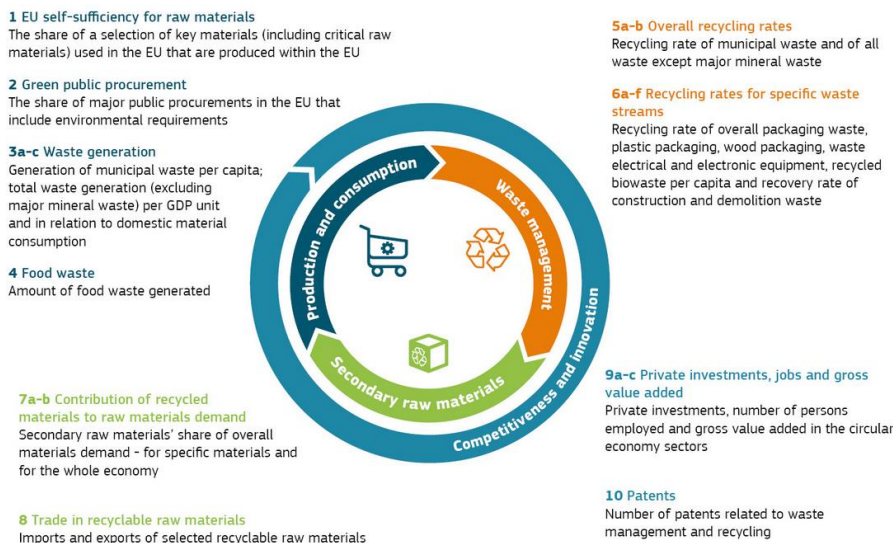 1 EU self-sufficiency for raw materials
The share of a selection of key materials (including critical raw
materials) used in the EU that are produced within the EU
2 Green public procurement
The share of major public procurements in the EU that
include environmental requirements
3a-c Waste generation
Generation of municipal waste per capita;
total waste generation (excluding
major mineral waste) per GDP unit
and in relation to domestic material
consumption
4 Food waste
Amount of food waste generated
5a-b Overall recycling rates
Recycling rate of municipal waste and of all
waste except major mineral waste
6a-f Recycling rates for specific waste
streams
Recycling rate of overall packaging waste,
plastic packaging, wood packaging, waste
electrical and electronic equipment, recycled
biowaste per capita and recovery rate of
construction and demolition waste
Production and consumption
Waste management
Secondary raw materials
Competitiveness and innovation
7a-b Contribution of recycled
materials to raw materials demand
Secondary raw materials' share of overall
materials demand - for specific materials and
for the whole economy
8 Trade in recyclable raw materials
Imports and exports of selected recyclable raw materials
9a-c Private investments, jobs and gross
value added
Private investments, number of persons
employed and gross value added in the circular
economy sectors
10 Patents
Number of patents related to waste
management and recycling